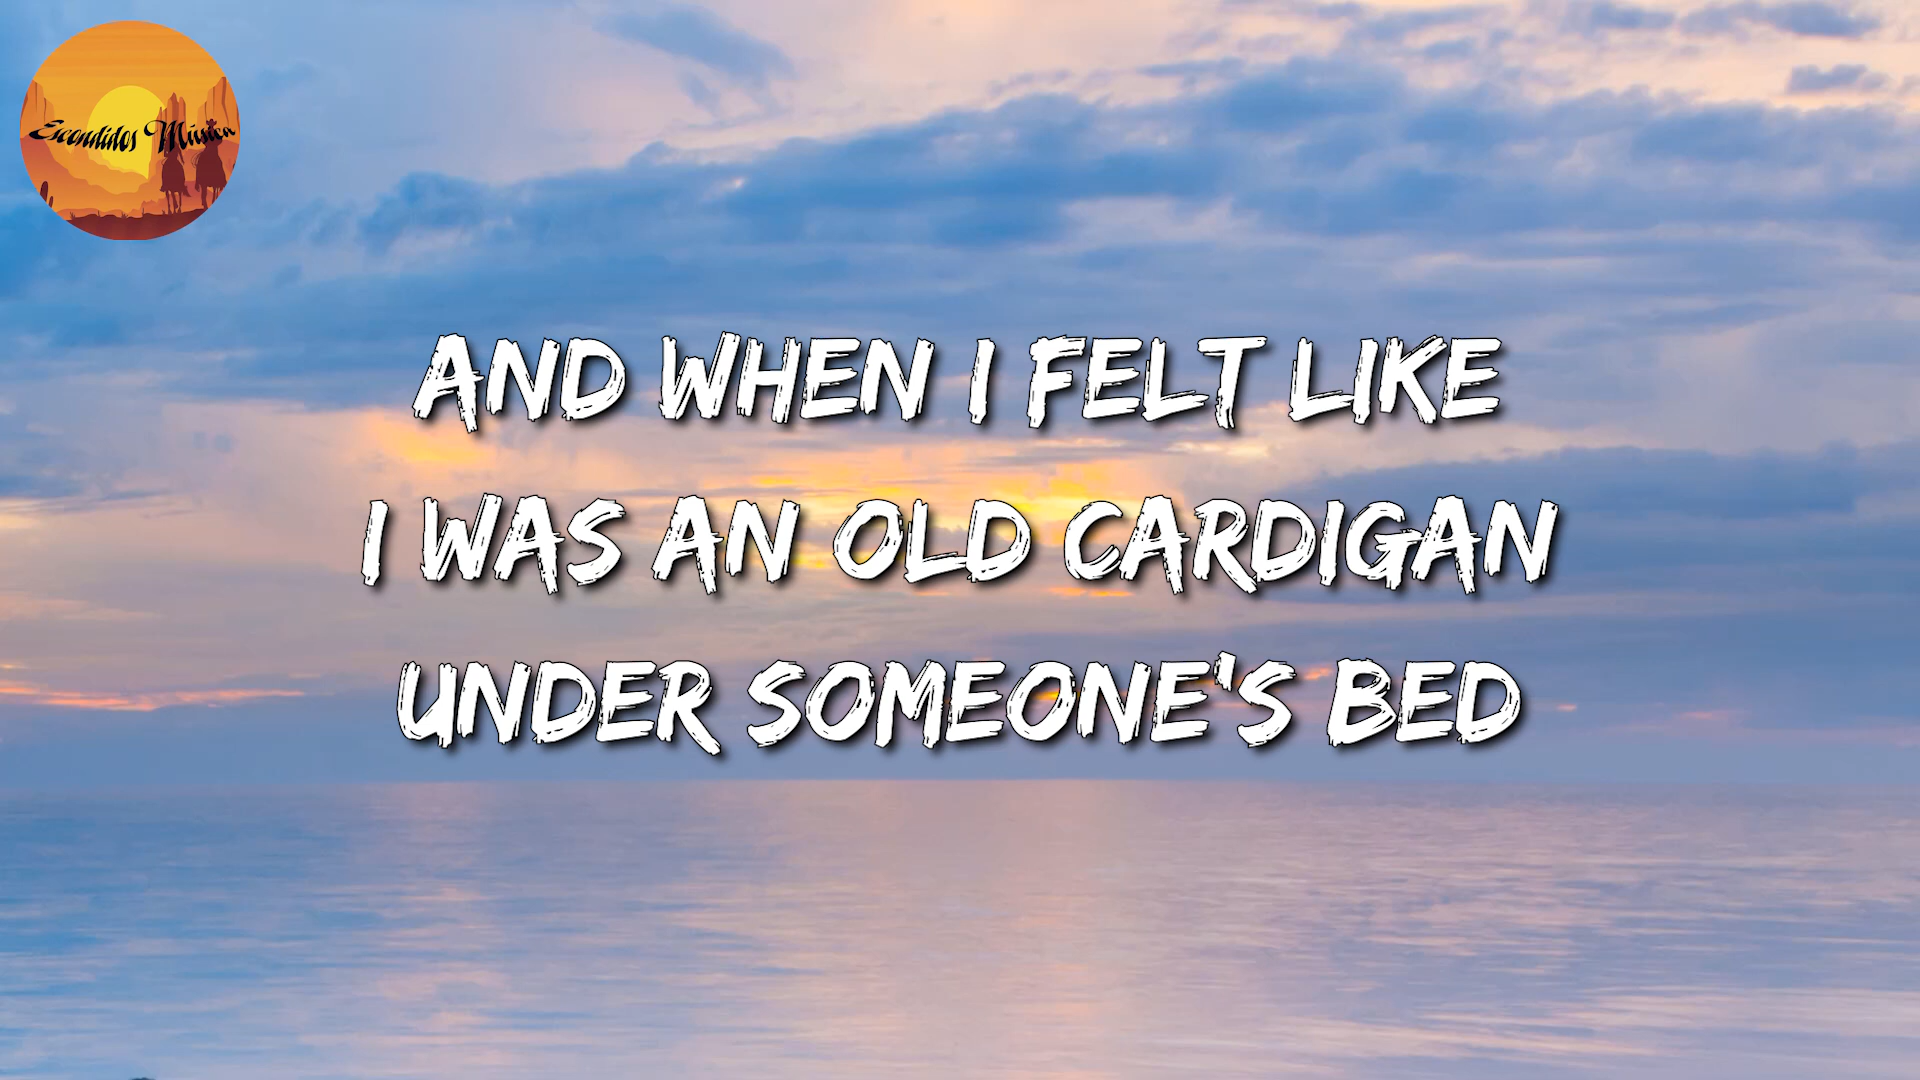 Escondidos Música
AND WHEN I FELT LIKE
I WAS AN OLD CARDIGAN
UNDER SOMEONE'S BED